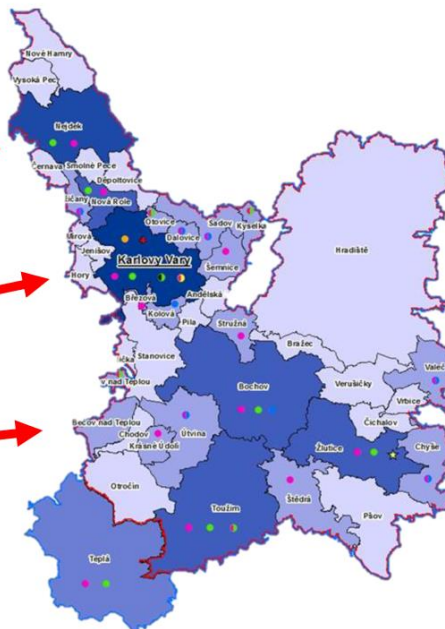 Nové Hamry
Vysoká Pec
Nejdek
Černava
Smolné Pece
Děpoltovice
Nová Role
Otovice
Sadov
Kyselka
Dalovice
Hradiště
Jenišov
Karlovy Vary
Šemnice
Hory
Andělská
Březová
Kolová
Pila
Stružná
Stanovice
Bražec
Valeč
Verušičky
Vrbice
Bochov
Čichalov
Bečov nad Teplou
Útvina
Chodov
Krásné Údolí
Žlutice
Chyše
Otročin
Štědrá
Pšov
Toužim
Teplá